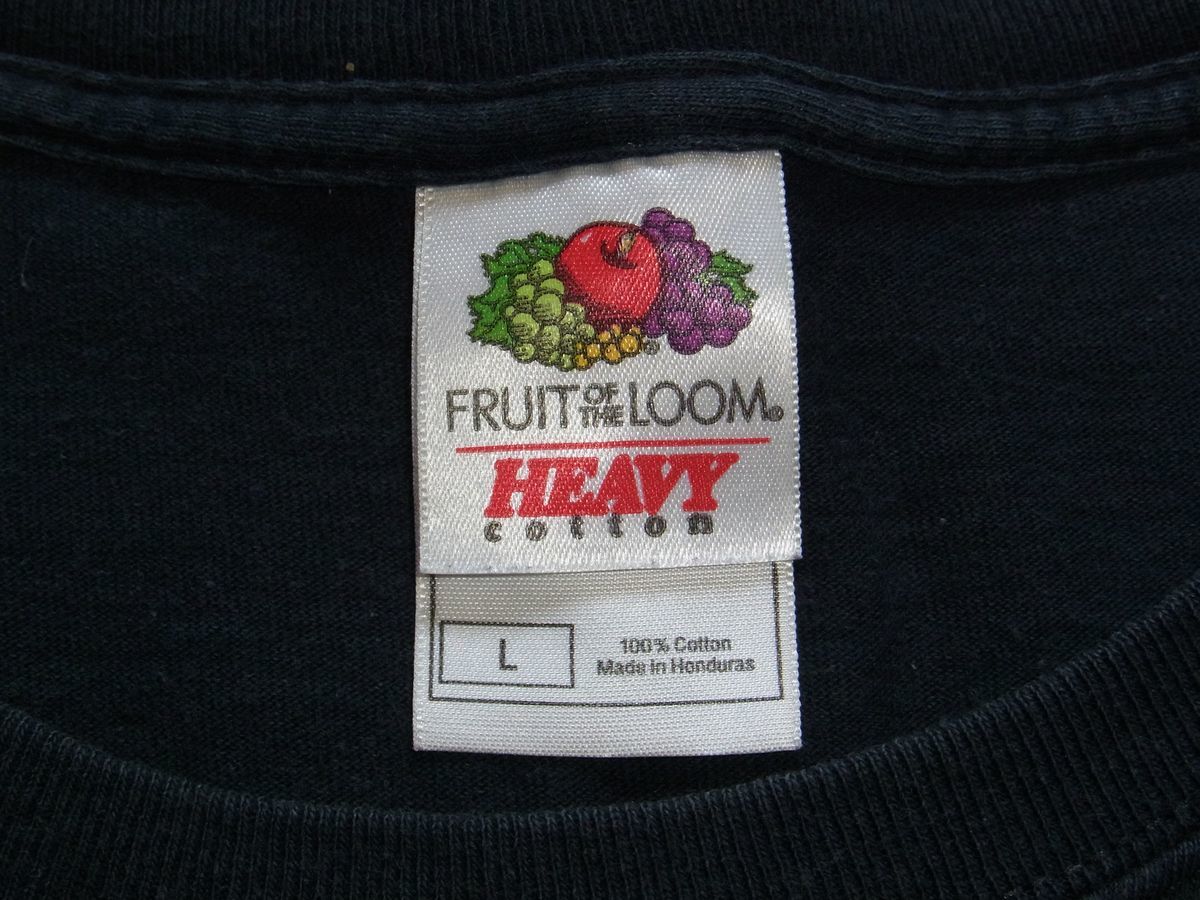 FRUIT OF THE LOOM®
HEAVY
cotton
L
100% Cotton
Made in Honduras